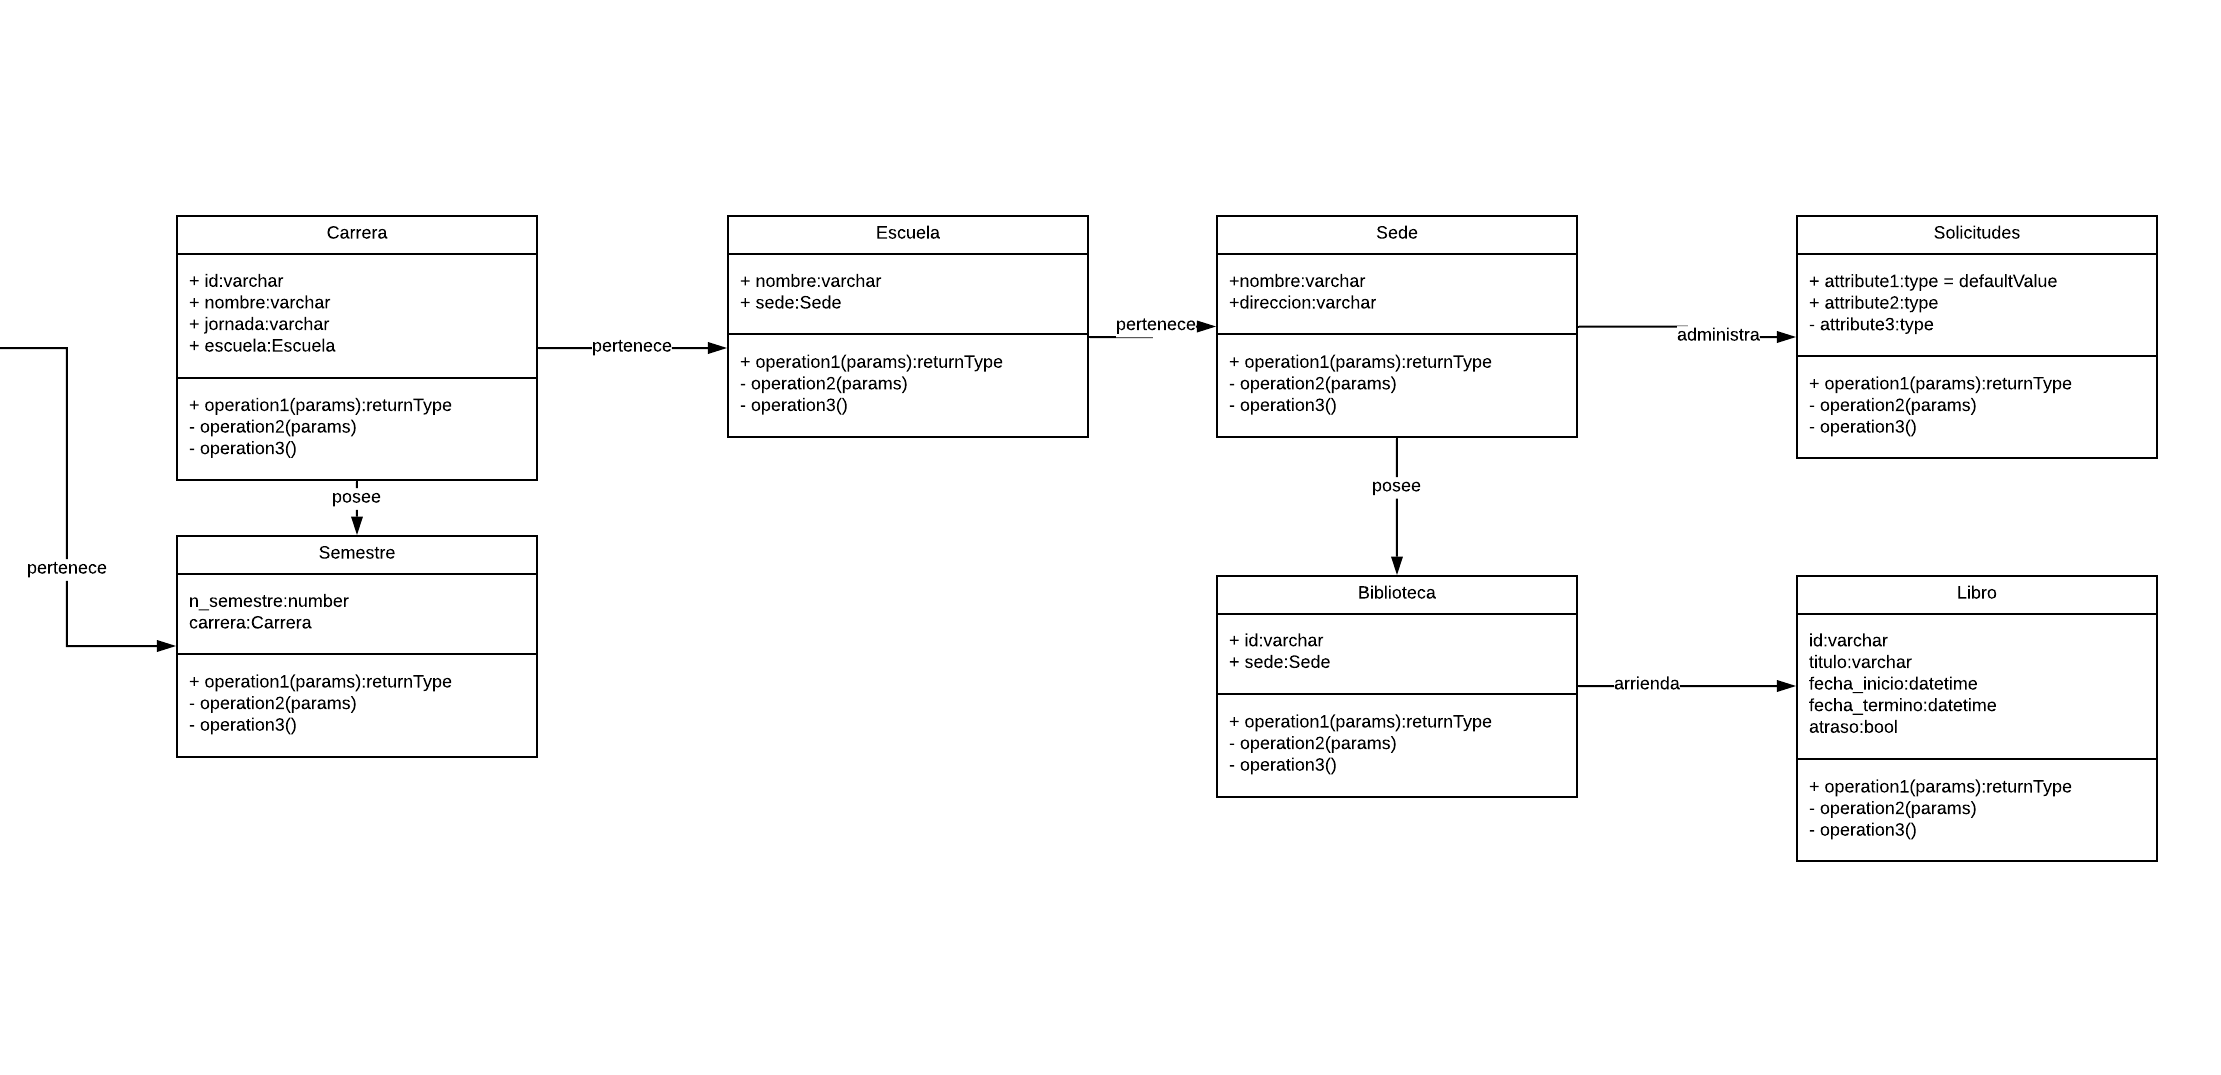 Carrera
+ id:varchar
+ nombre:varchar
+ jornada:varchar
+ escuela:Escuela
+ operation1(params):returnType
- operation2(params)
- operation3()
pertenece
Escuela
+ nombre:varchar
+ sede:Sede
+ operation1(params):returnType
- operation2(params)
- operation3()
pertenece
Sede
+nombre:varchar
+direccion:varchar
+ operation1(params):returnType
- operation2(params)
- operation3()
administra
Solicitudes
+ attribute1:type = defaultValue
+ attribute2:type
- attribute3:type
+ operation1(params):returnType
- operation2(params)
- operation3()
posee
posee
pertenece
Semestre
n_semestre:number
carrera:Carrera
+ operation1(params):returnType
- operation2(params)
- operation3()
Biblioteca
+ id:varchar
+ sede:Sede
+ operation1(params):returnType
- operation2(params)
- operation3()
arrienda
Libro
id:varchar
titulo:varchar
fecha_inicio:datetime
fecha_termino:datetime
atraso:bool
+ operation1(params):returnType
- operation2(params)
- operation3()